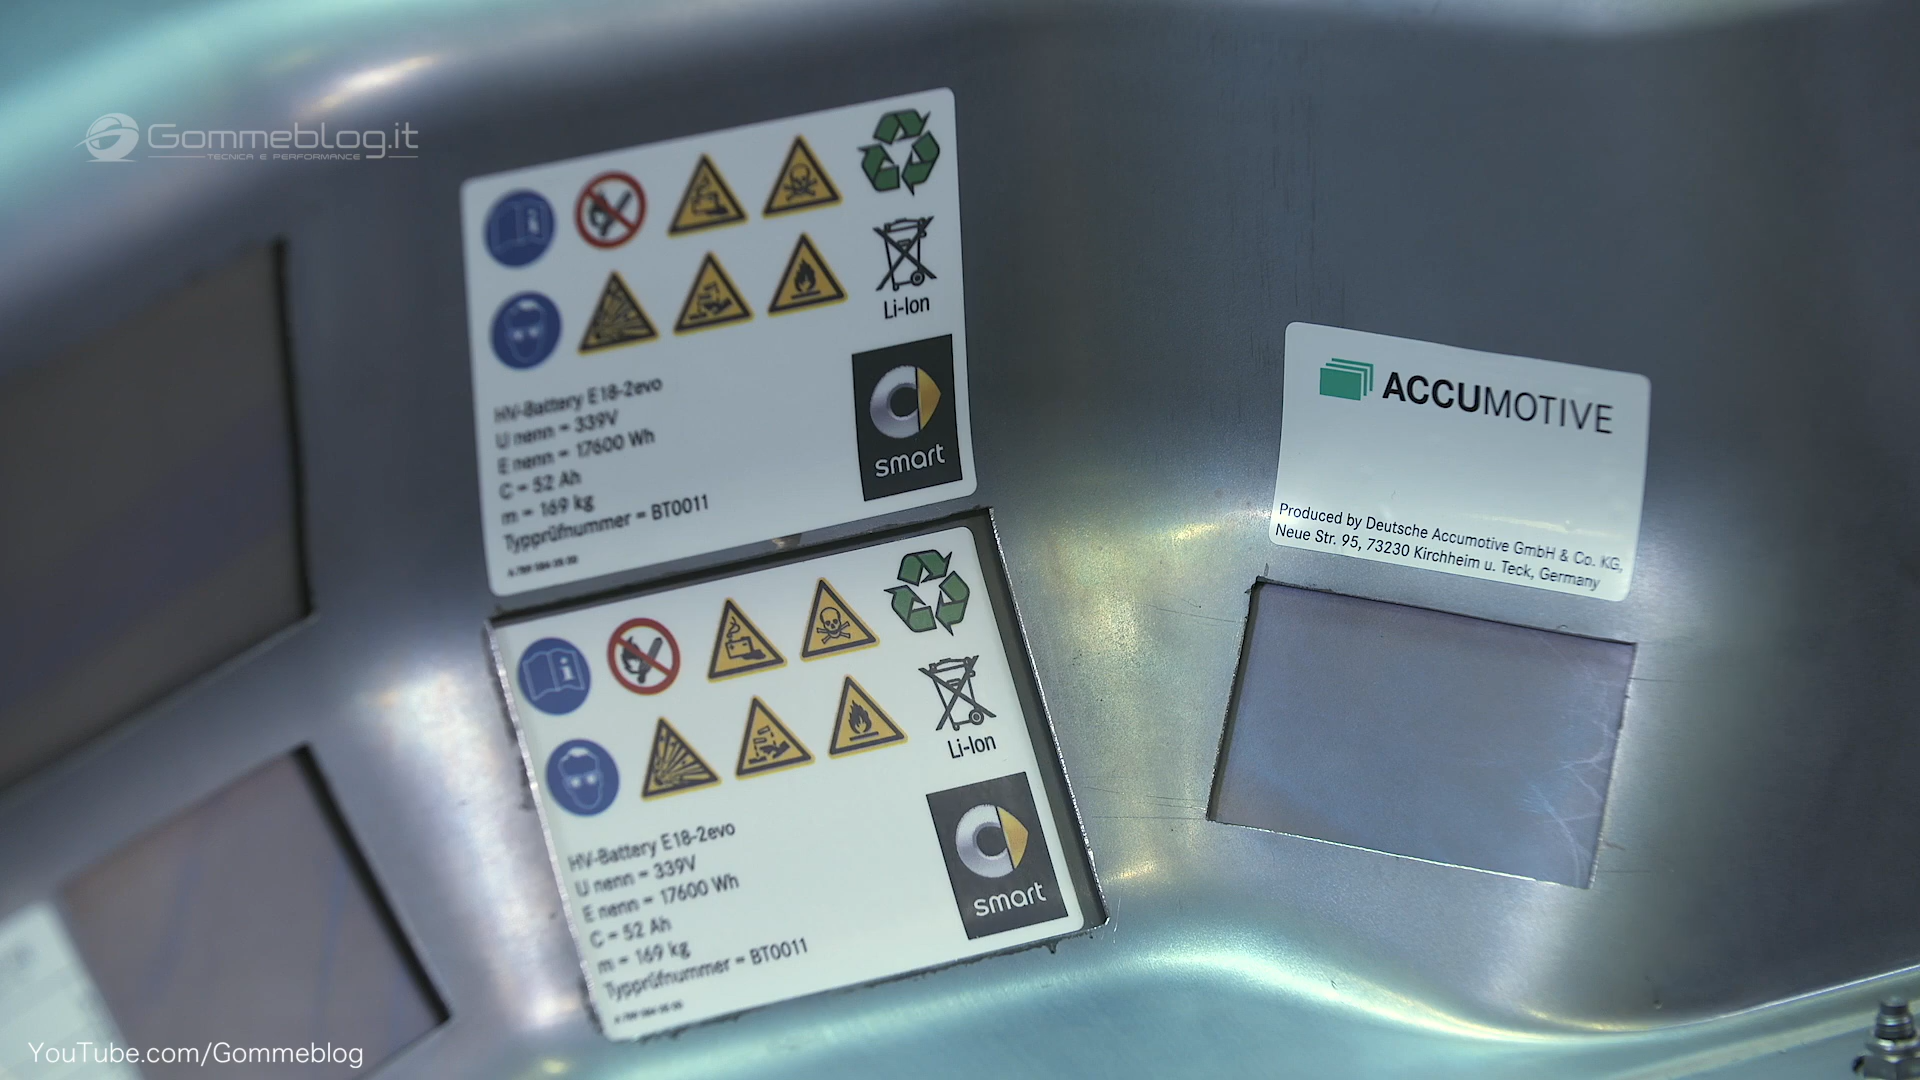 Gommeblog.it
TECNICA E PERFORMANCE
Li-Ion
HV-Battery E18-2evo
U nenn = 339V
E nenn = 17600 Wh
C = 52 Ah
m = 169 kg
Typprüfnummer = BT0011
smart
ACCUMOTIVE
Produced by Deutsche Accumotive GmbH & Co. KG,
Neue Str. 95, 73230 Kirchheim u. Teck, Germany
Li-Ion
HV-Battery E18-2evo
U nenn = 339V
E nenn = 17600 Wh
C = 52 Ah
m = 169 kg
Typprüfnummer = BT0011
smart
YouTube.com/Gommeblog